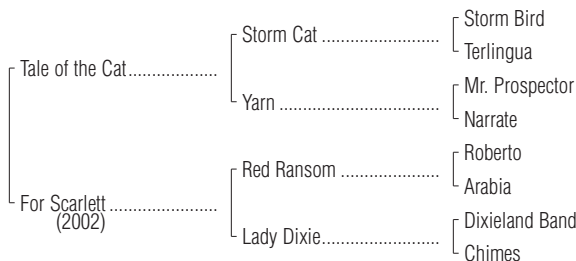 Storm Bird
Storm Cat ..............................
Terlingua
Tale of the Cat..................
Mr. Prospector
Yarn ........................................
Narrate
Roberto
Red Ransom .........................
Arabia
For Scarlett ......................
(2002)
Dixieland Band
Lady Dixie..............................
Chimes